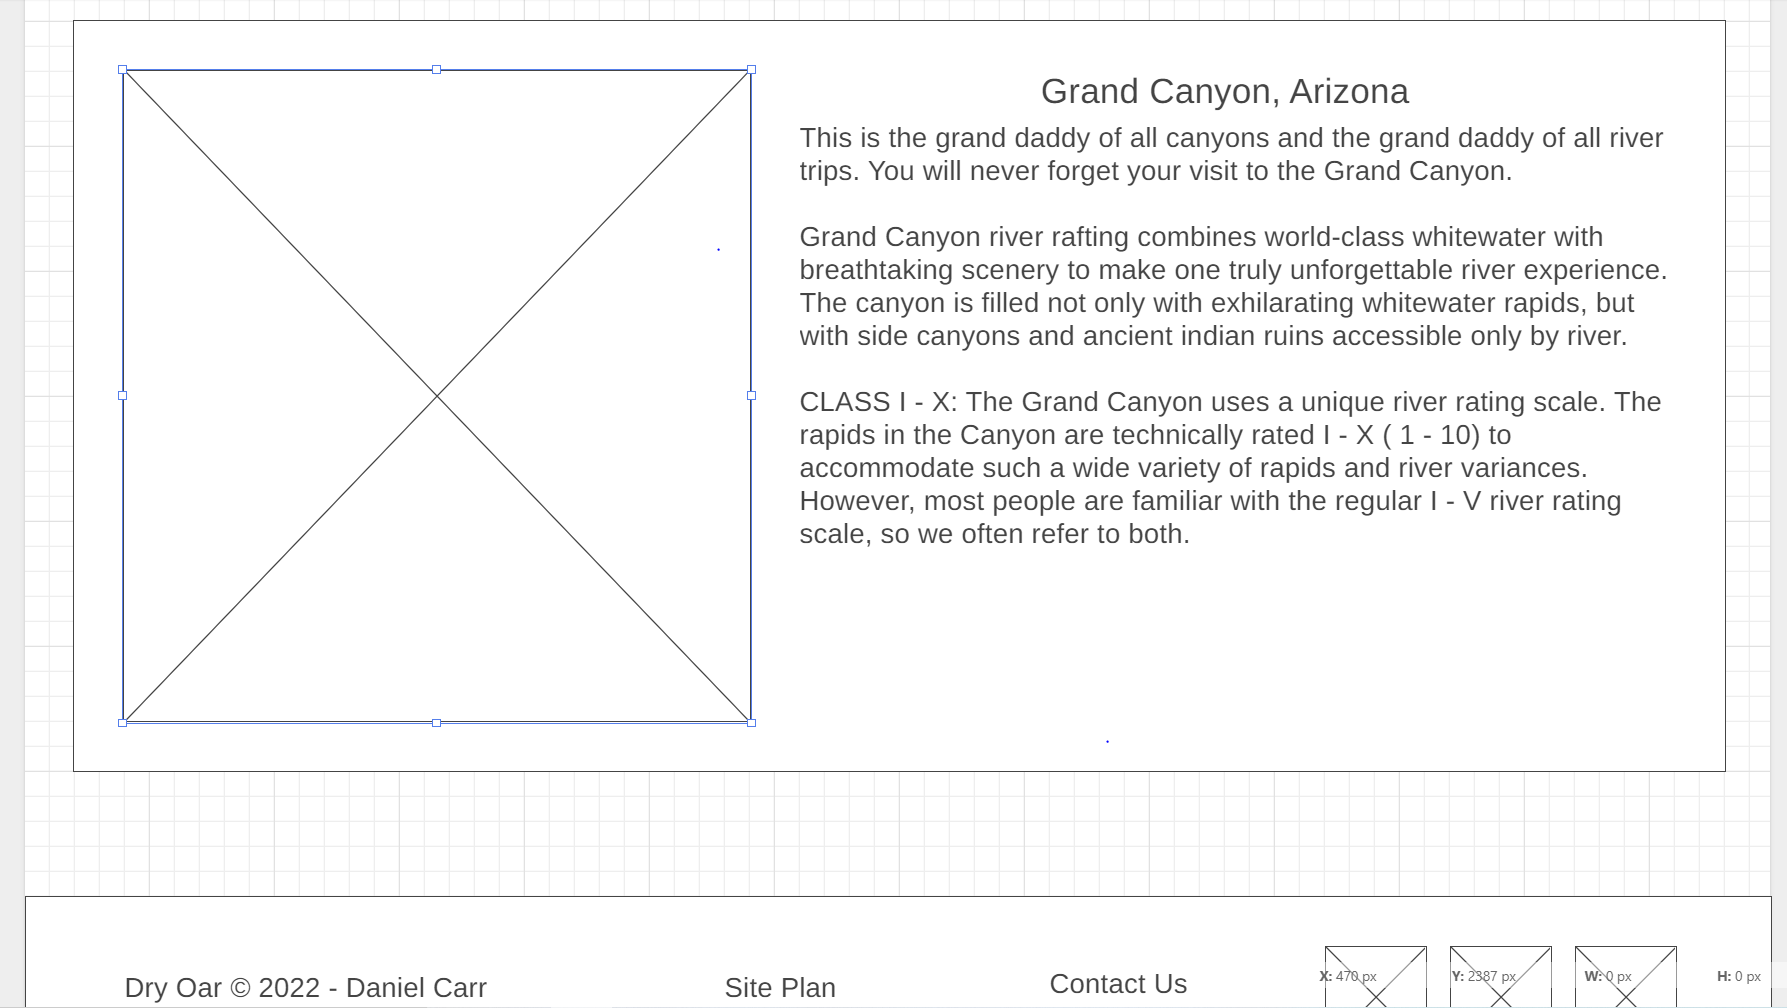 Grand Canyon, Arizona
This is the grand daddy of all canyons and the grand daddy of all river
trips. You will never forget your visit to the Grand Canyon.
Grand Canyon river rafting combines world-class whitewater with
breathtaking scenery to make one truly unforgettable river experience.
The canyon is filled not only with exhilarating whitewater rapids, but
with side canyons and ancient indian ruins accessible only by river.
CLASS I - X: The Grand Canyon uses a unique river rating scale. The
rapids in the Canyon are technically rated I - X ( 1 - 10) to
accommodate such a wide variety of rapids and river variances.
However, most people are familiar with the regular I - V river rating
scale, so we often refer to both.
Dry Oar © 2022 - Daniel Carr
Site Plan
Contact Us
X: 470 px Y: 2387 px W: 0 px H: 0 px